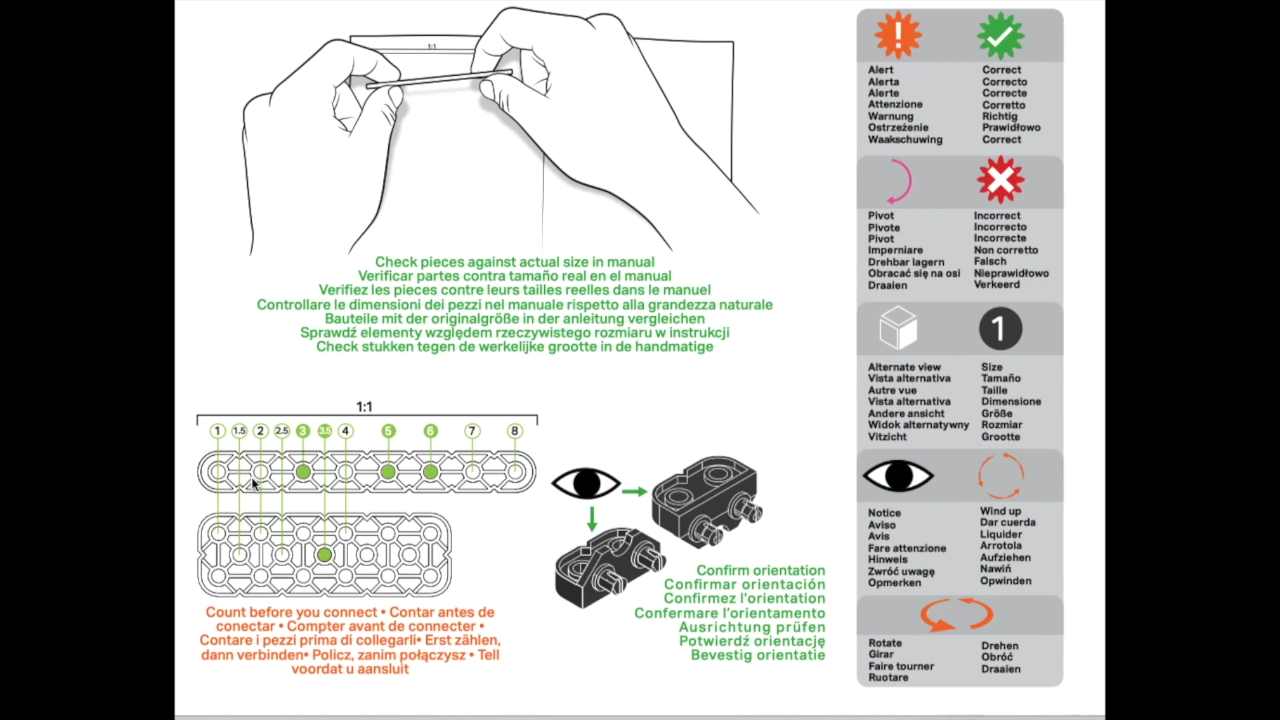 1:1
Check pieces against actual size in manual
Verificar partes contra tamaño real en el manual
Verifiez les pieces contre leurs tailles reelles dans le manuel
Controllare le dimensioni dei pezzi nel manuale rispetto alla grandezza naturale
Bauteile mit der originalgröße in der anleitung vergleichen
Sprawdź elementy względem rzeczywistego rozmiaru w instrukcji
Check stukken tegen de werkelijke grootte in de handmatige
1:1
1 1.5 2 2.5 3 3.5 4 5 6 7 8
Count before you connect • Contar antes de
conectar • Compter avant de connecter •
Contare i pezzi prima di collegarli• Erst zählen,
dann verbinden• Policz, zanim połączysz • Tell
voordat u aansluit
Confirm orientation
Confirmar orientación
Confirmez l'orientation
Confermare l'orientamento
Ausrichtung prüfen
Potwierdź orientację
Bevestig orientatie
!
Alert
Alerta
Alerte
Attenzione
Warnung
Ostrzeżenie
Waakschuwing
Correct
Correcto
Correcte
Corretto
Richtig
Prawidłowo
Correct
Pivot
Pivote
Pivot
Imperniare
Drehbar lagern
Obracać się na osi
Draaien
Incorrect
Incorrecto
Incorrecte
Non corretto
Falsch
Nieprawidłowo
Verkeerd
Alternate view
Vista alternativa
Autre vue
Vista alternativa
Andere ansicht
Widok alternatywny
Vitzicht
1
Size
Tamaño
Taille
Dimensione
Größe
Rozmiar
Grootte
Notice
Aviso
Avis
Fare attenzione
Hinweis
Zwróć uwagę
Opmerken
Wind up
Dar cuerda
Liquider
Arrotola
Aufziehen
Nawiń
Opwinden
Rotate
Girar
Faire tourner
Ruotare
Drehen
Obróć
Draaien